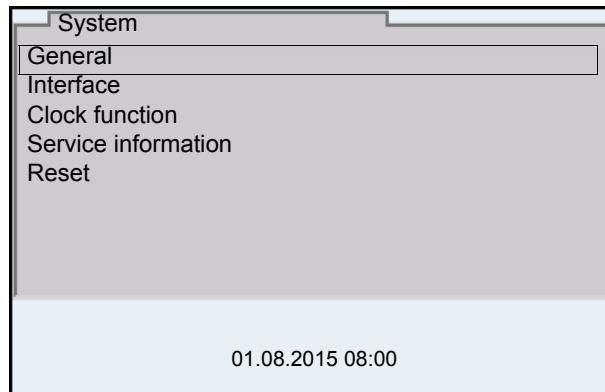 System
General
Interface
Clock function
Service information
Reset
01.08.2015 08:00